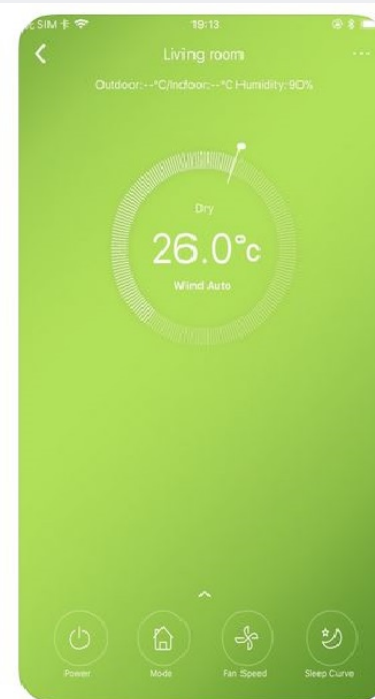 SIM 19:13
Living room
Outdoor:--°C/Indoor:--°C Humidity:90%
Dry
26.0°c
Wind Auto
Power Mode Fan Speed Sleep Curve